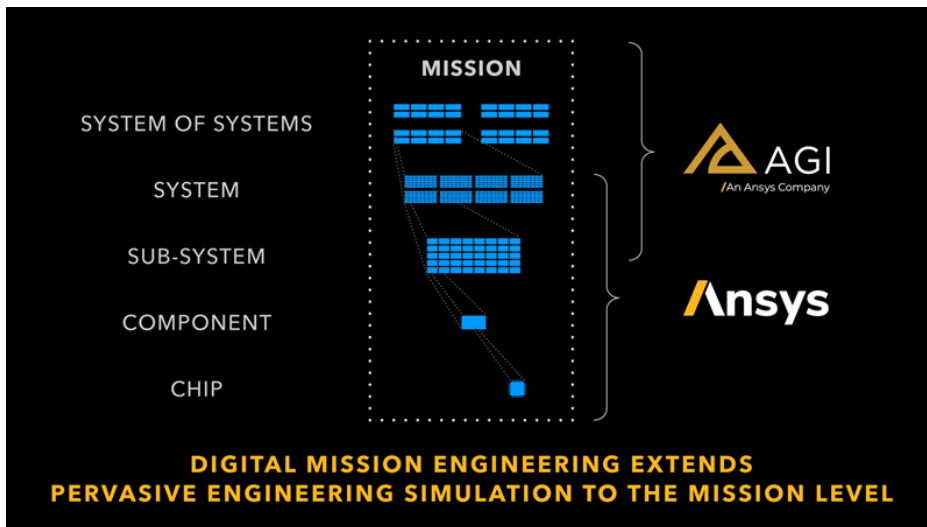 MISSION
SYSTEM OF SYSTEMS
SYSTEM
SUB-SYSTEM
COMPONENT
CHIP
AGI
An Ansys Company
Ansys
DIGITAL MISSION ENGINEERING EXTENDS
PERVASIVE ENGINEERING SIMULATION TO THE MISSION LEVEL